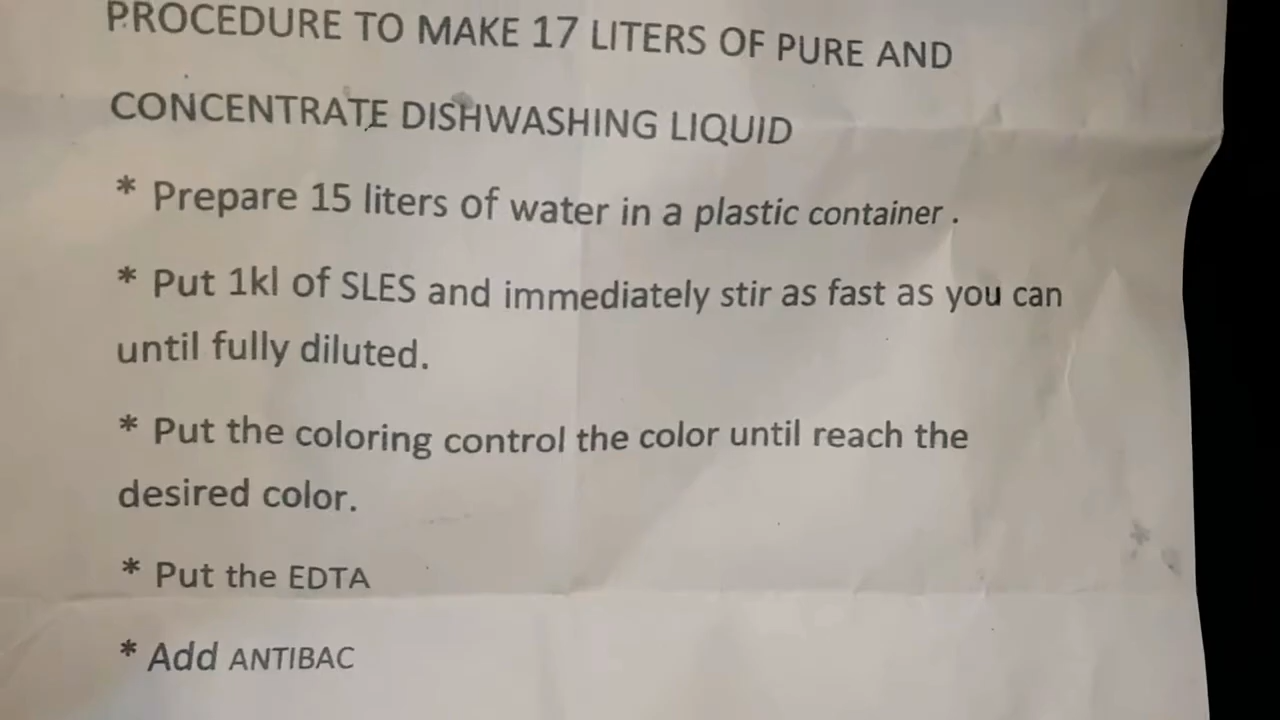 PROCEDURE TO MAKE 17 LITERS OF PURE AND
CONCENTRATE DISHWASHING LIQUID
* Prepare 15 liters of water in a plastic container .
* Put 1kl of SLES and immediately stir as fast as you can
until fully diluted.
* Put the coloring control the color until reach the
desired color.
* Put the EDTA
* Add ANTIBAC